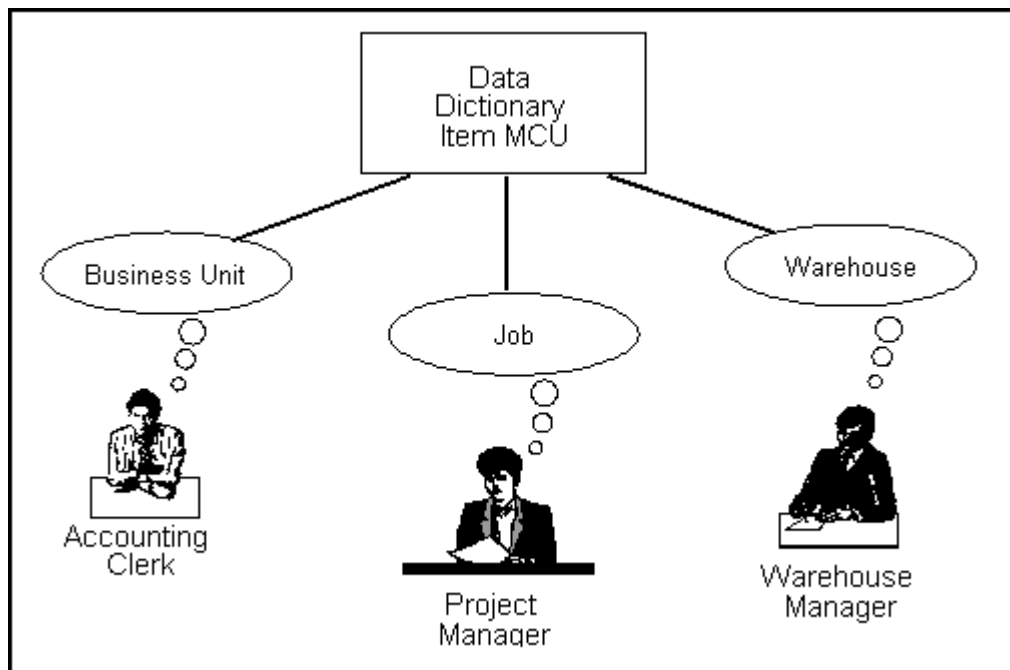 Data
Dictionary
Item MCU
Business Unit
Job
Warehouse
Accounting
Clerk
Project
Manager
Warehouse
Manager